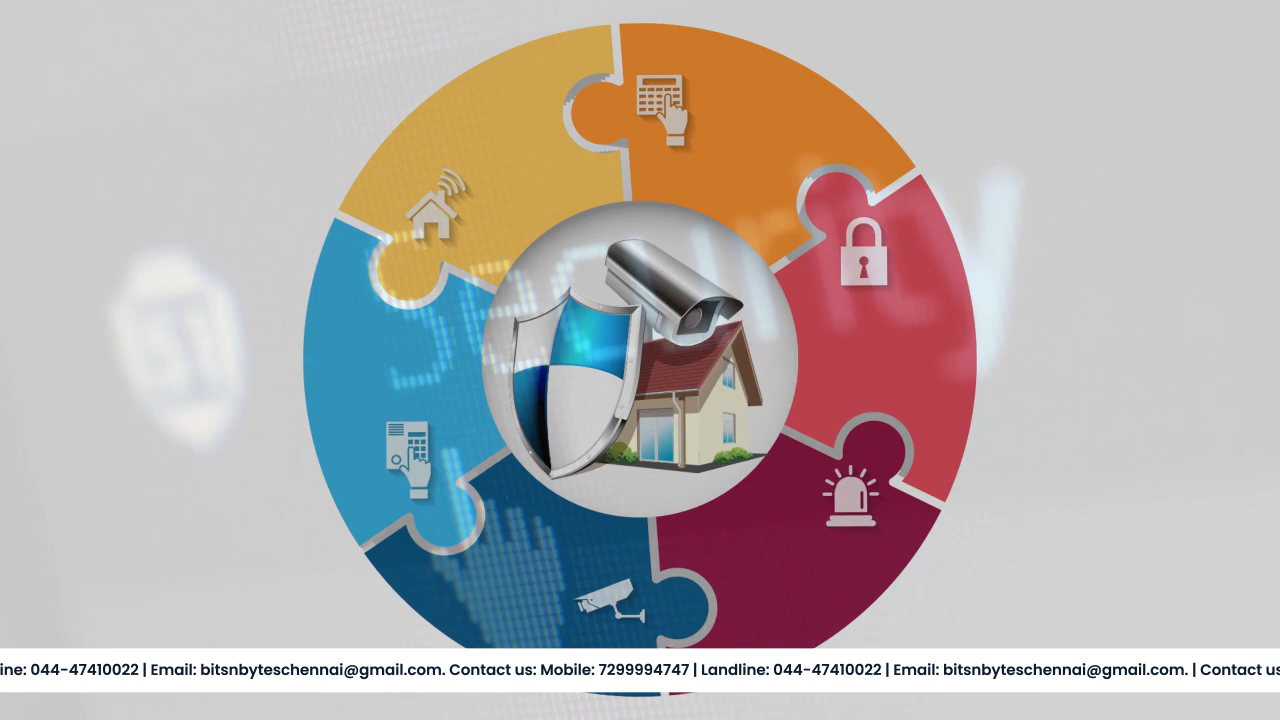 Security
ine: 044-47410022 | Email: bitsnbyteschennai@gmail.com. Contact us: Mobile: 7299994747 | Landline: 044-47410022 | Email: bitsnbyteschennai@gmail.com. | Contact us